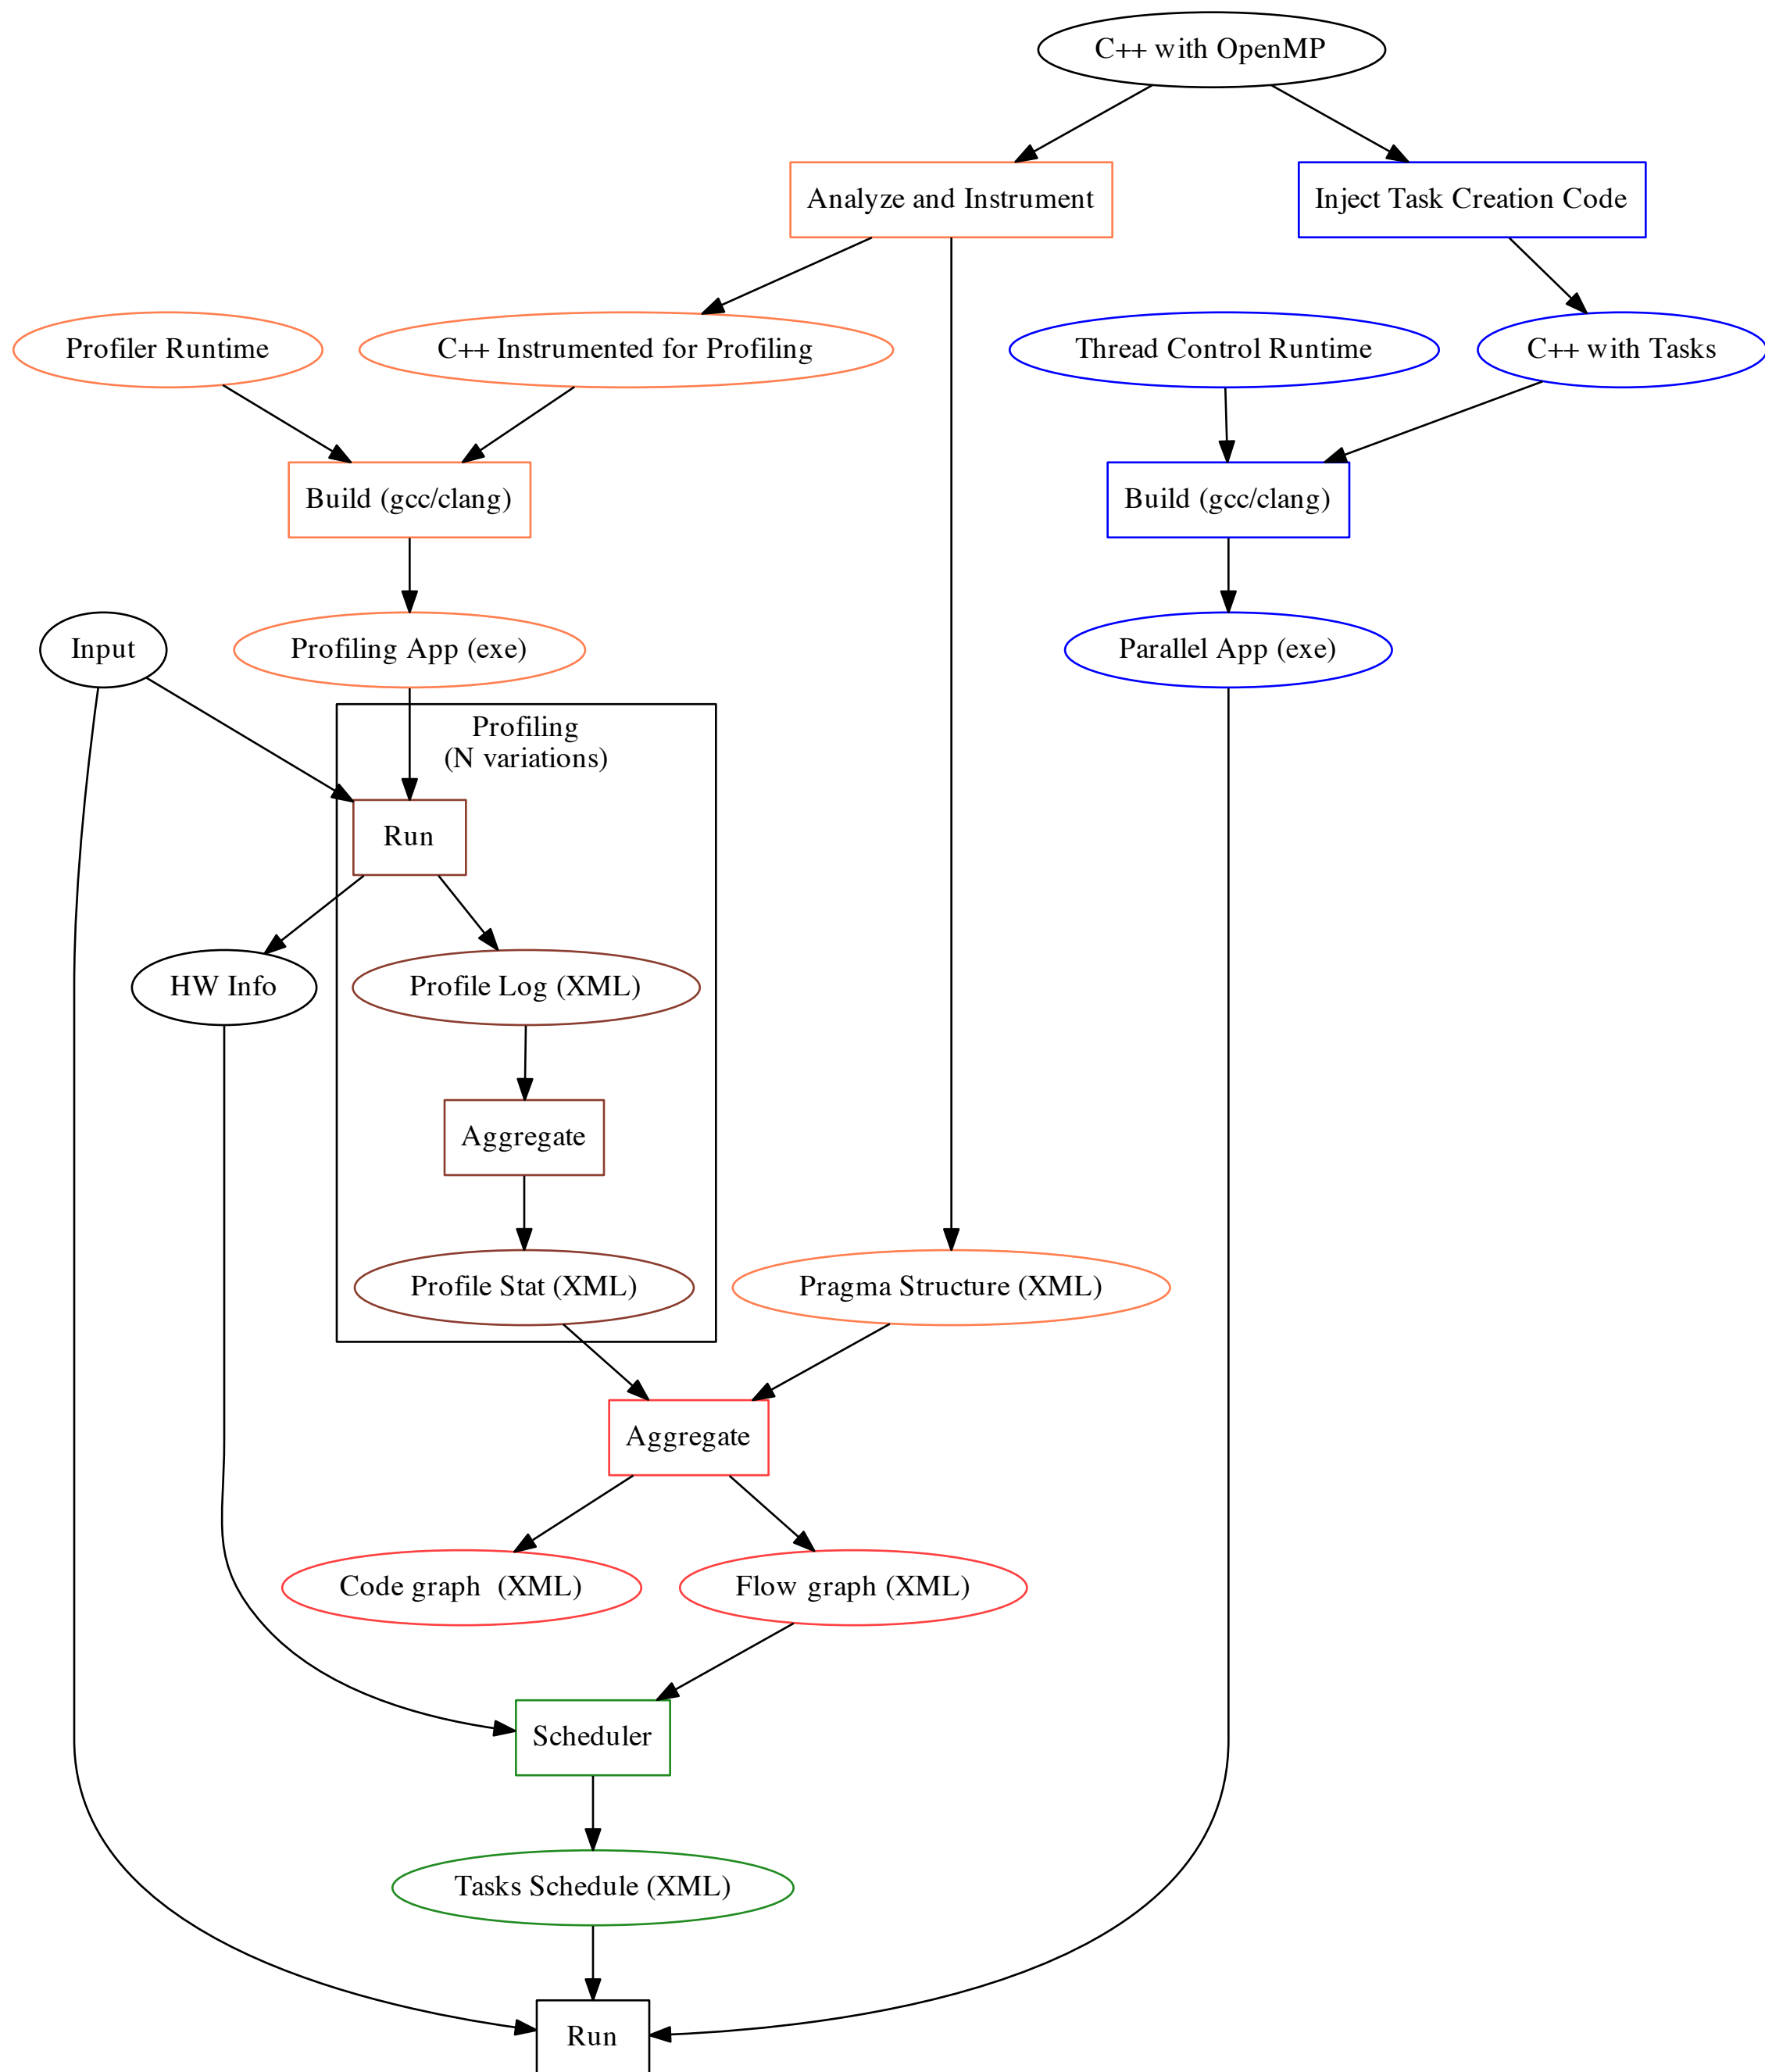 C++ with OpenMP
Analyze and Instrument
Inject Task Creation Code
Profiler Runtime
C++ Instrumented for Profiling
Thread Control Runtime
C++ with Tasks
Build (gcc/clang)
Build (gcc/clang)
Input
Profiling App (exe)
Parallel App (exe)
Profiling
(N variations)
Run
HW Info
Profile Log (XML)
Aggregate
Profile Stat (XML)
Pragma Structure (XML)
Aggregate
Code graph  (XML)
Flow graph (XML)
Scheduler
Tasks Schedule (XML)
Run